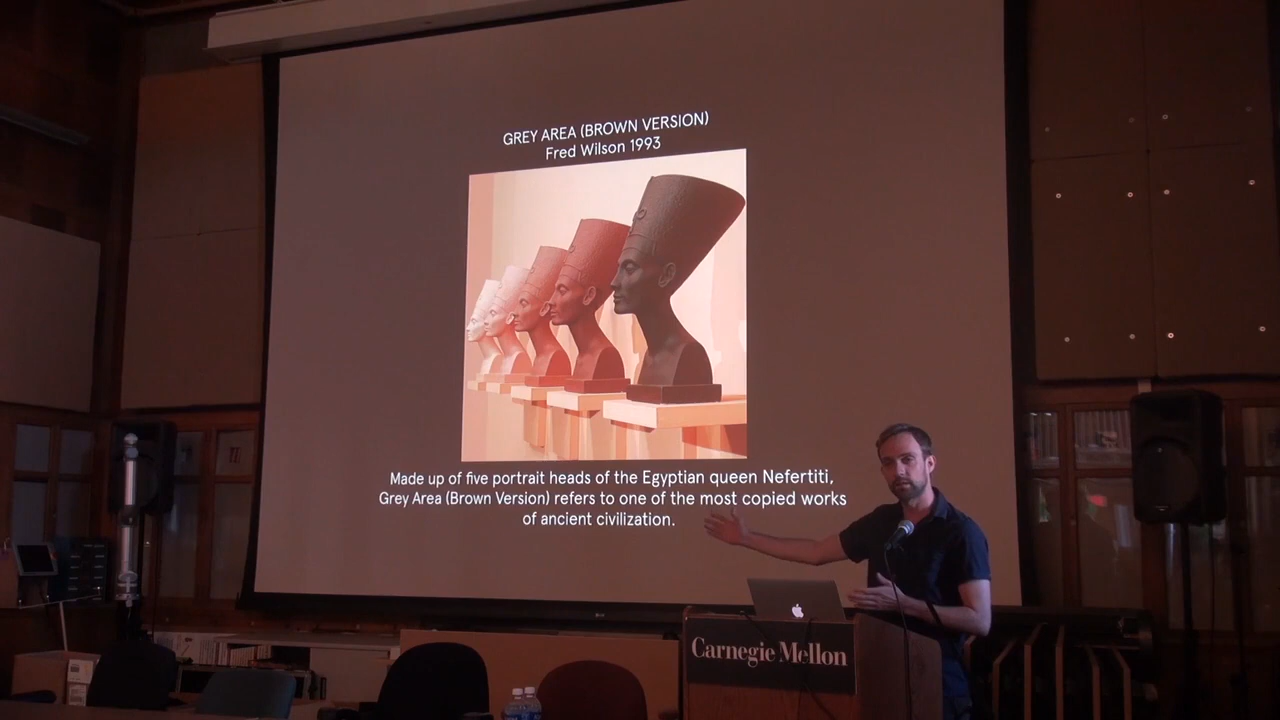 GREY AREA (BROWN VERSION)
Fred Wilson 1993
Made up of five portrait heads of the Egyptian queen Nefertiti,
Grey Area (Brown Version) refers to one of the most copied works
of ancient civilization.
Carnegie Mellon